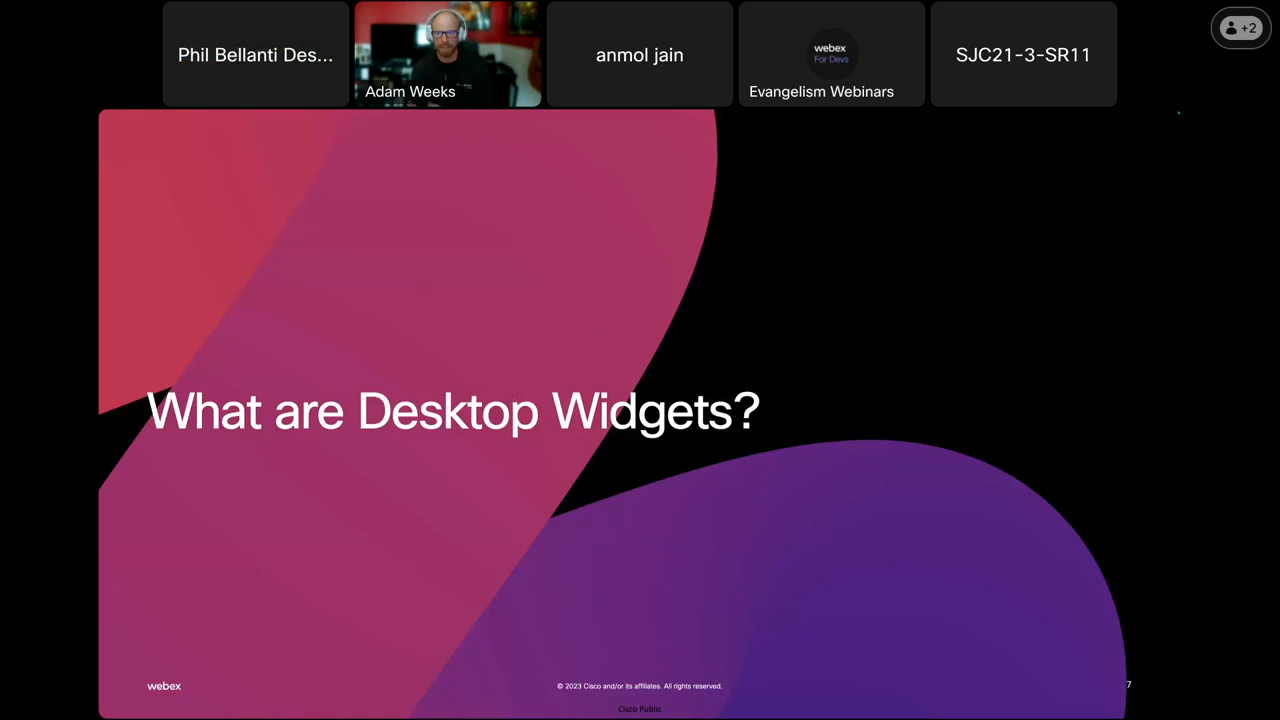 Phil Bellanti Des...
Adam Weeks
anmol jain
webex
For Devs
Evangelism Webinars
SJC21-3-SR11
+2
What are Desktop Widgets?
webex
© 2023 Cisco and/or its affiliates. All rights reserved.
7
Cisco Public